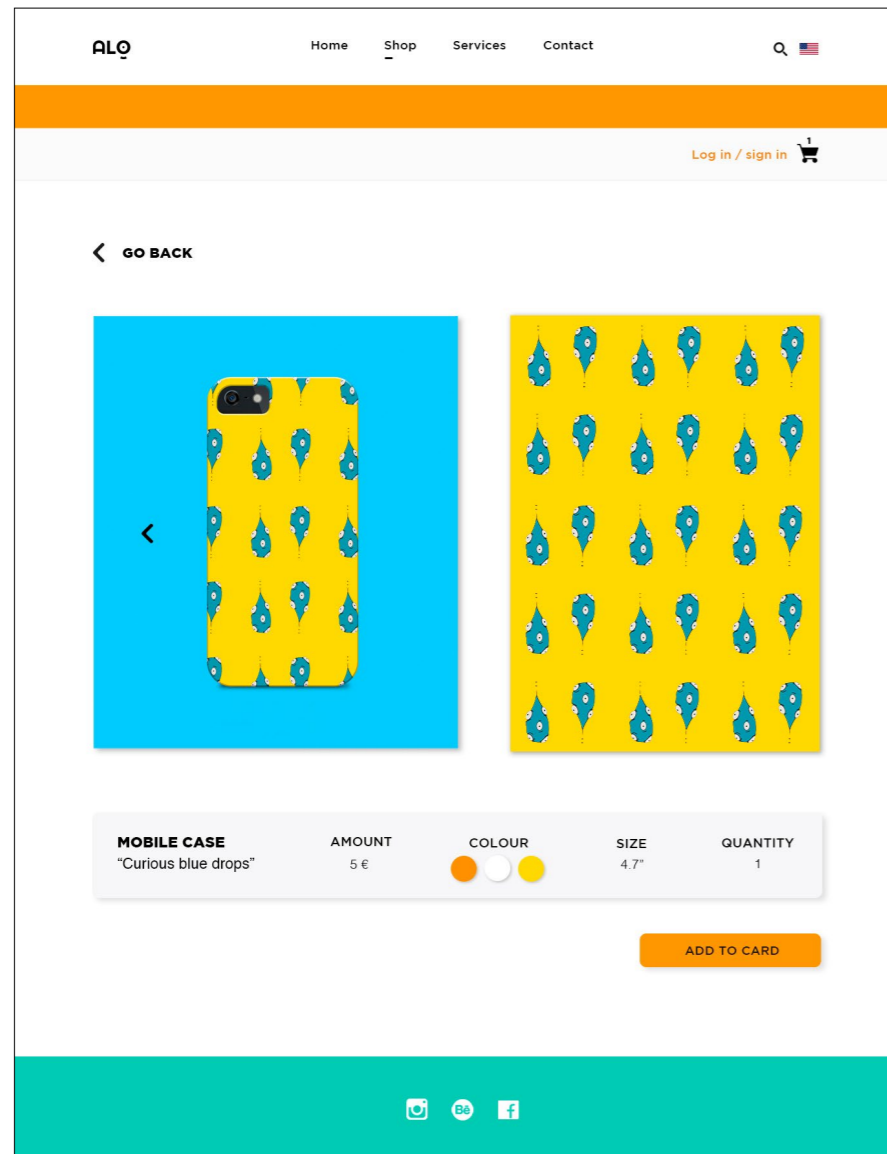 ALO
Home Shop Services Contact
1
Log in / sign in
GO BACK
MOBILE CASE
“Curious blue drops”
AMOUNT
5 €
COLOUR
SIZE
4.7"
QUANTITY
1
ADD TO CARD
Bē
f